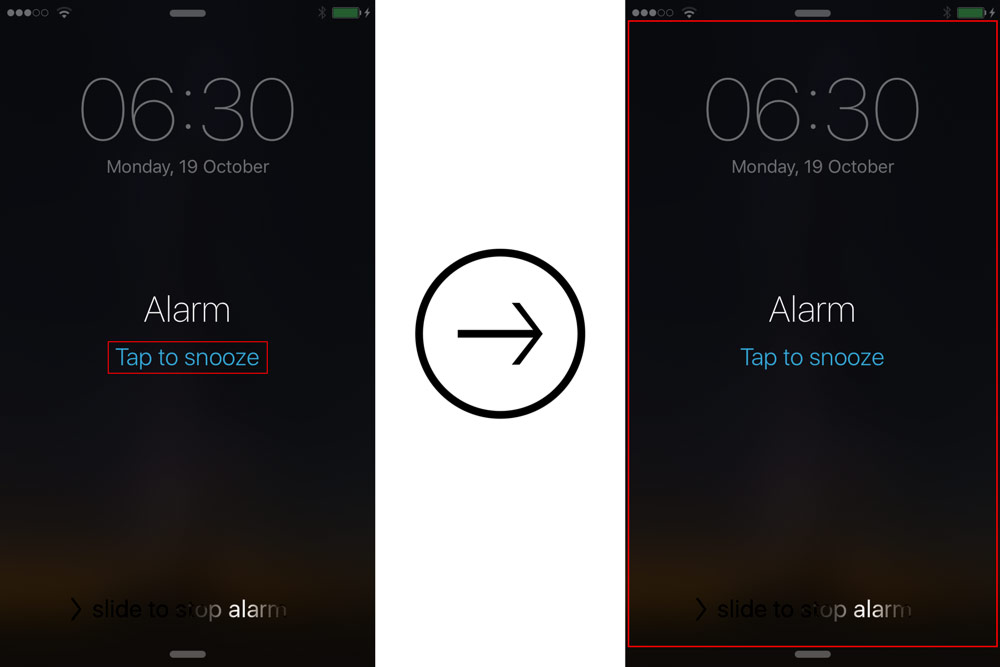 06:30
Monday, 19 October
Alarm
Tap to snooze
slide to stop alarm
06:30
Monday, 19 October
Alarm
Tap to snooze
slide to stop alarm